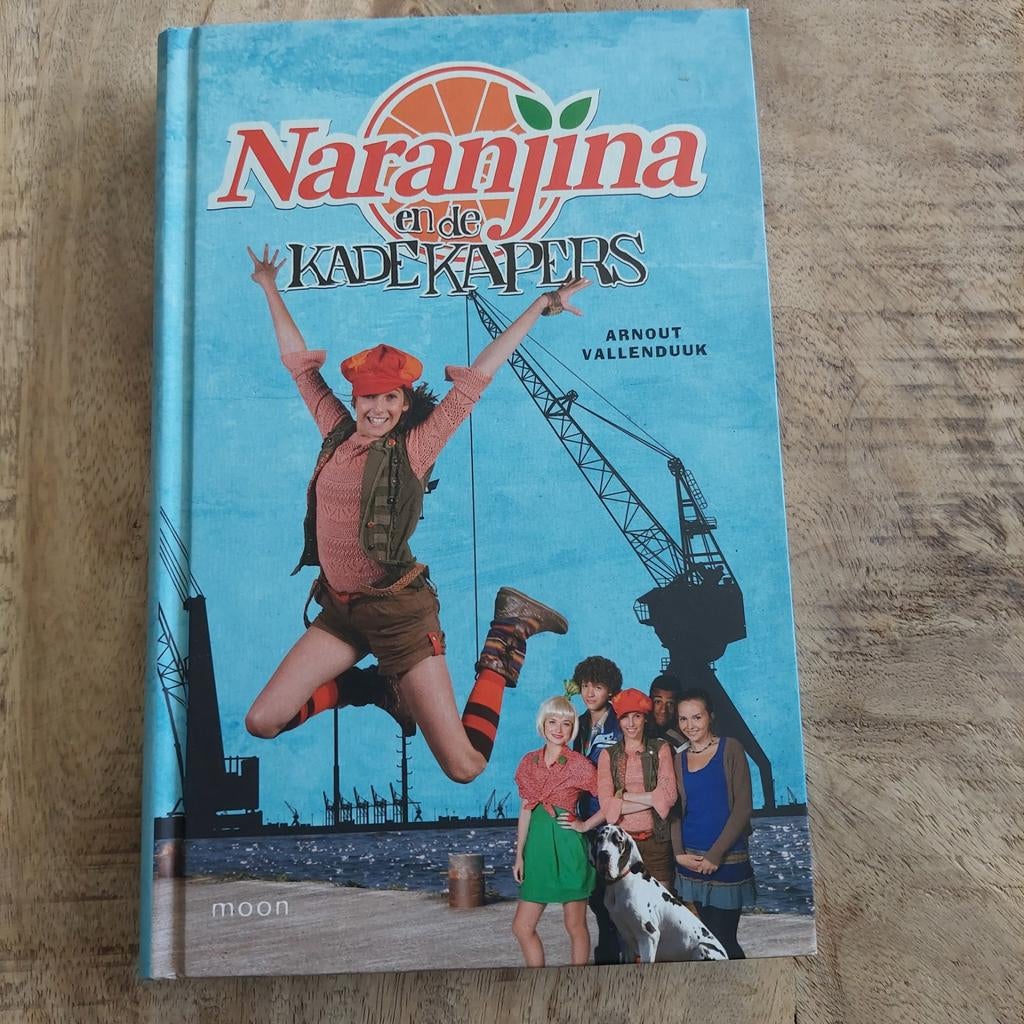 Naranjina
en de
KADEKAPERS
ARNOUT
VALLENDUUK
moon